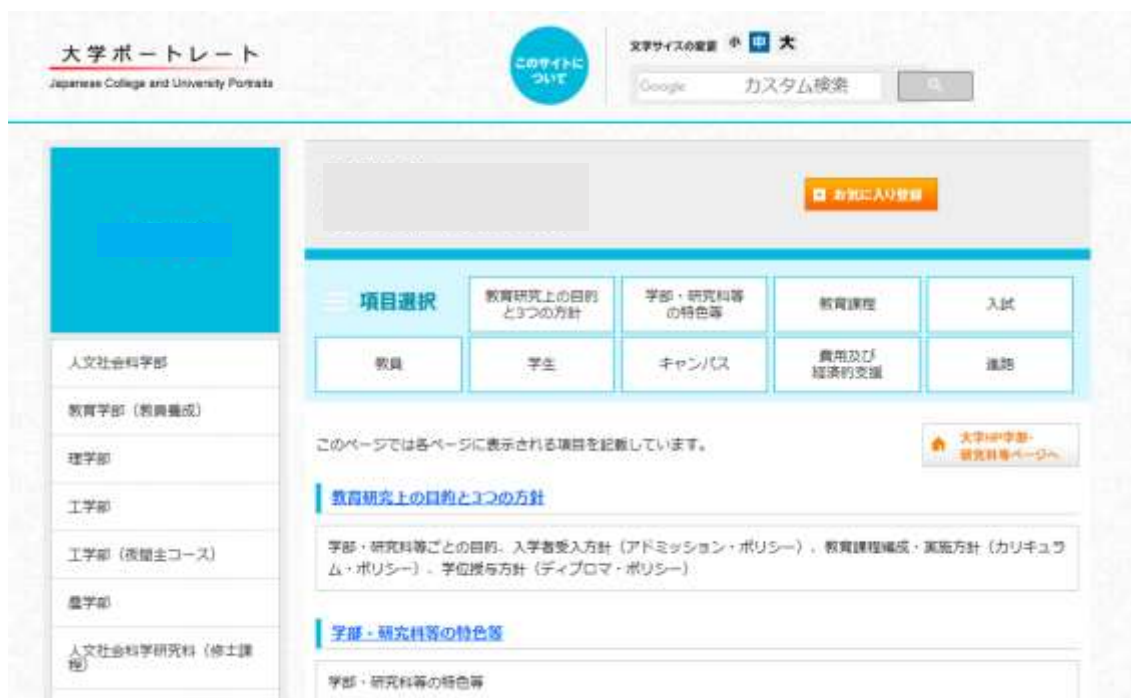 大学ポートレート
Japanese College and University Portraits
このサイトに
ついて
文字サイズの変更 小 中 大
Google カスタム検索
お気に入り登録
項目選択
教育研究上の目的
と3つの方針
学部・研究科等
の特色等
教育課程
入試
教員
学生
キャンパス
費用及び
経済的支援
進路
人文社会科学部
教育学部（教員養成）
理学部
工学部
工学部（夜間主コース）
農学部
人文社会科学研究科（修士課
程）
このページでは各ページに表示される項目を記載しています。
大学HP学部・
研究科等ページへ
教育研究上の目的と3つの方針
学部・研究科等ごとの目的、入学者受入方針（アドミッション・ポリシー）、教育課程編成・実施方針（カリキュラ
ム・ポリシー）、学位授与方針（ディプロマ・ポリシー）
学部・研究科等の特色等
学部・研究科等の特色等